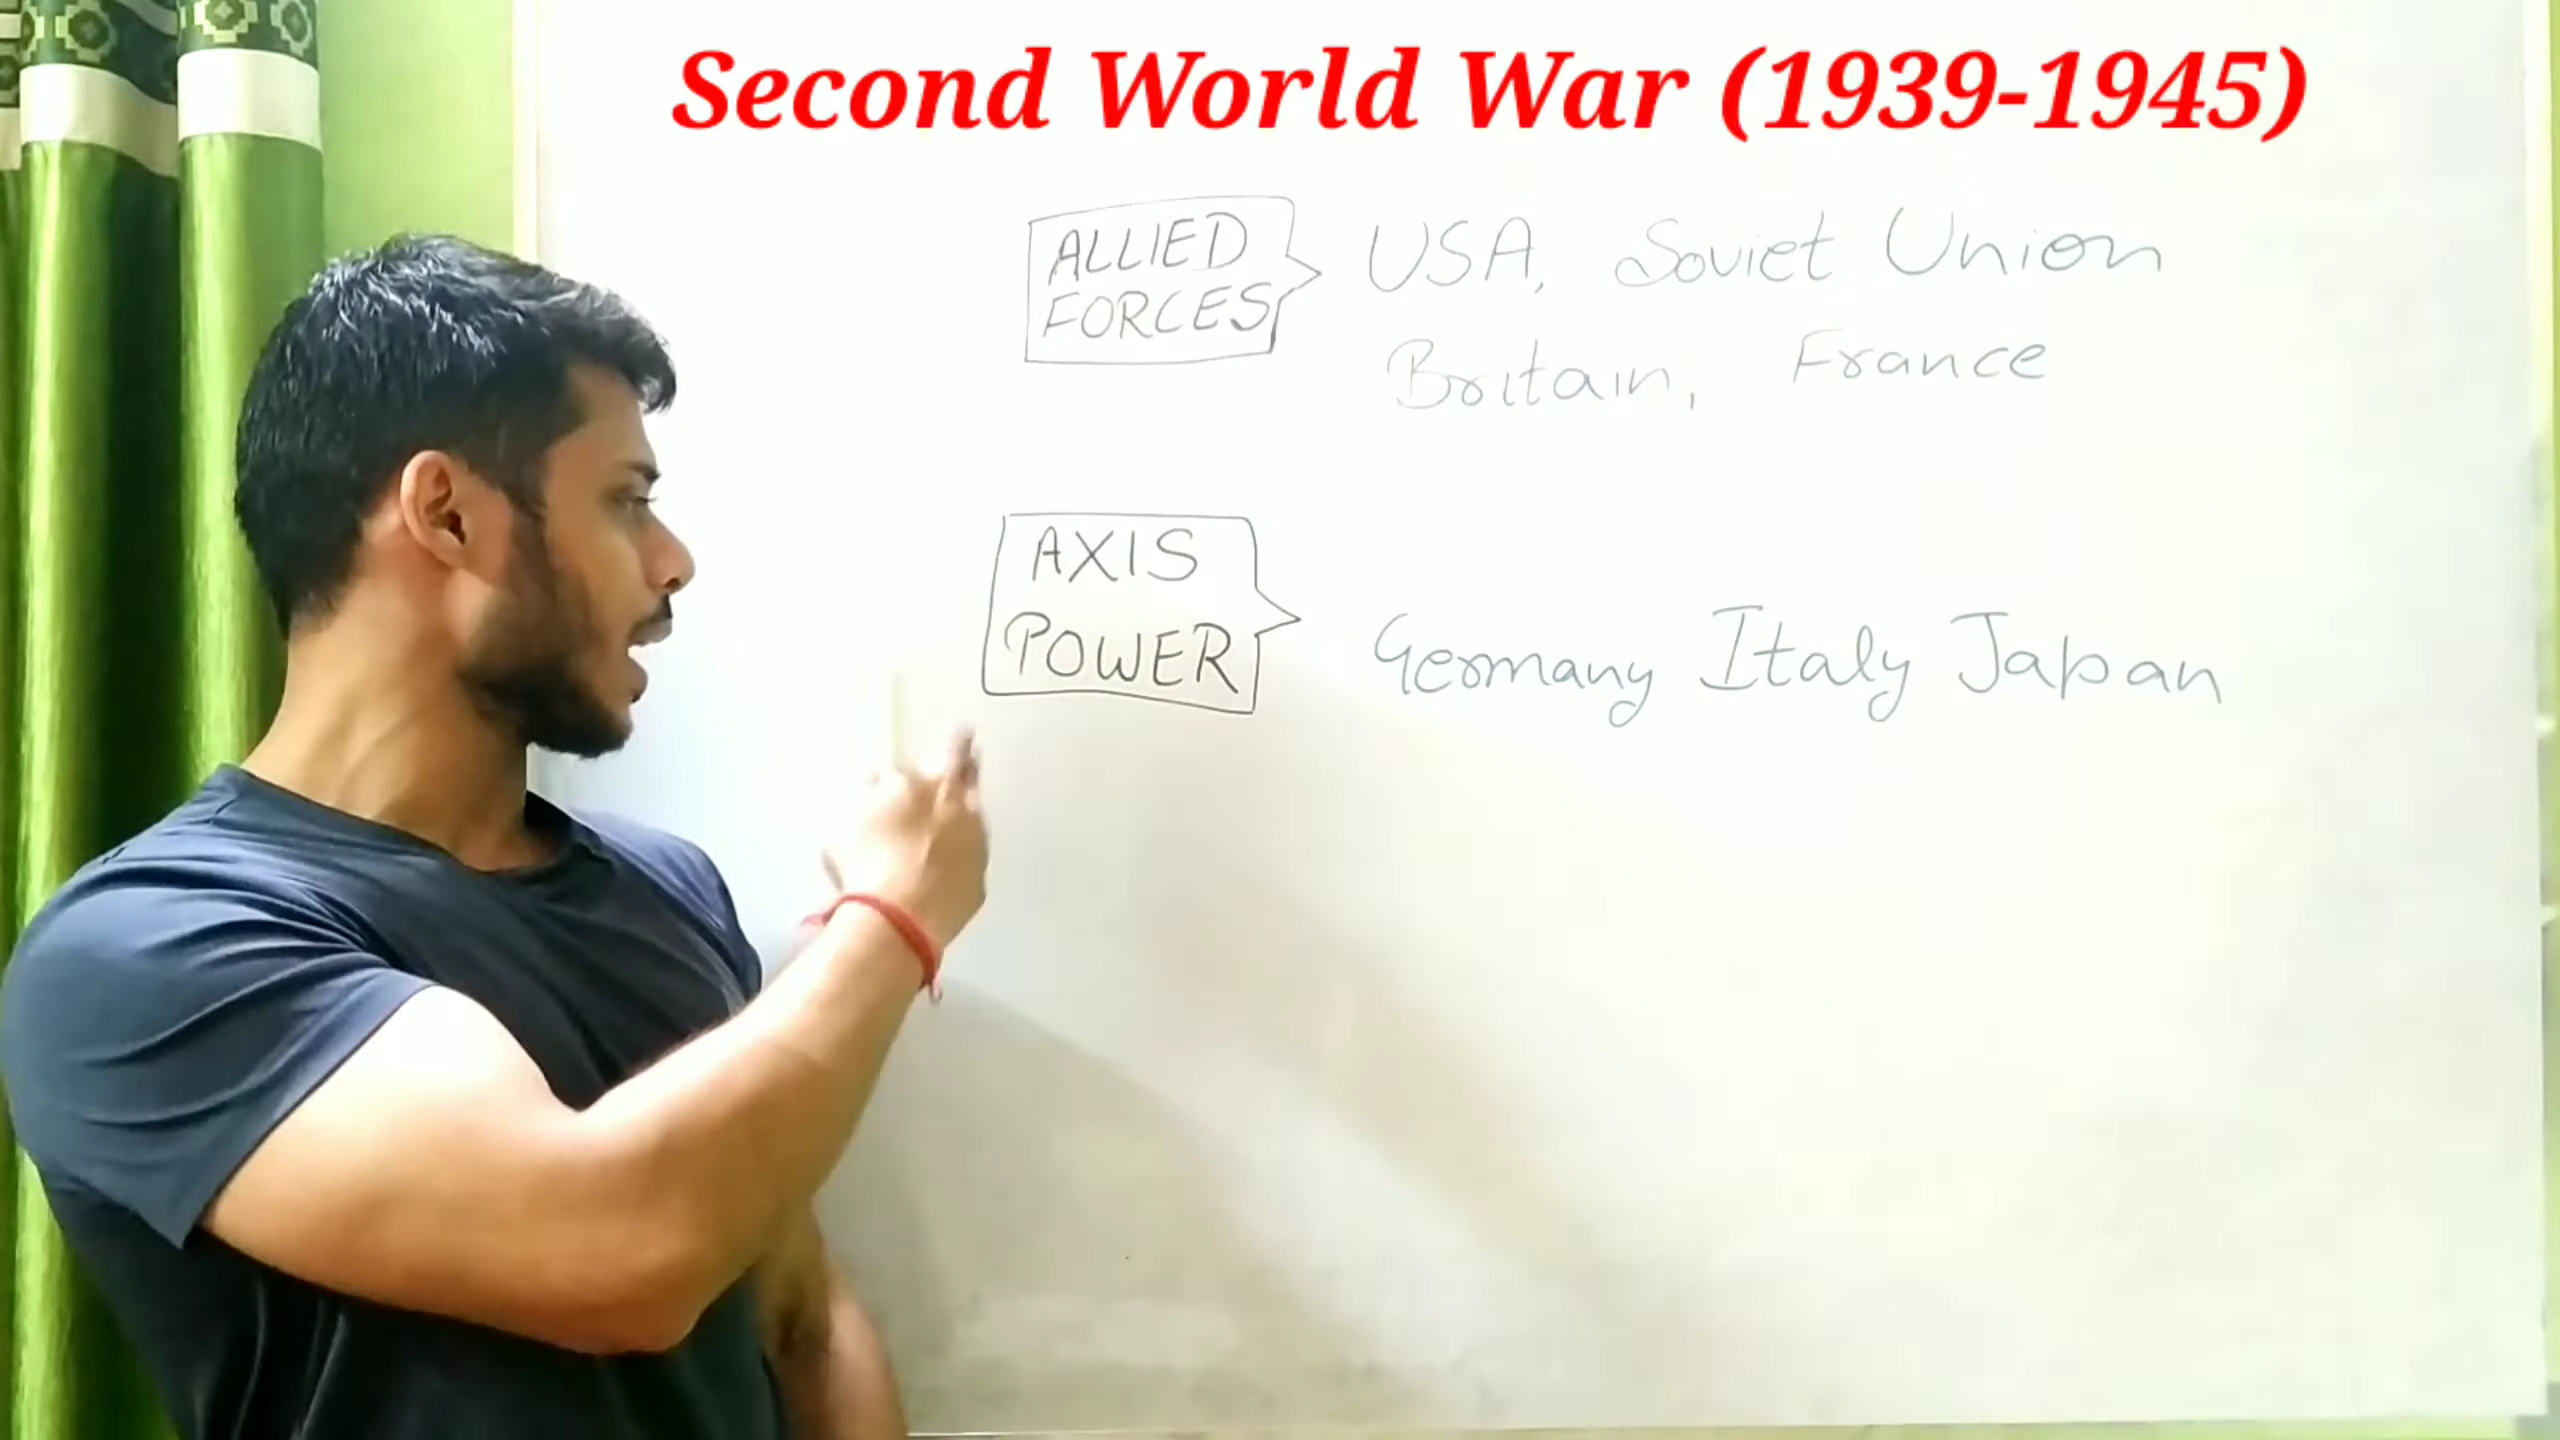 Second World War (1939-1945)
ALLIED
FORCES
USA, Soviet Union
Britain, France
AXIS
POWER
Germany Italy Japan